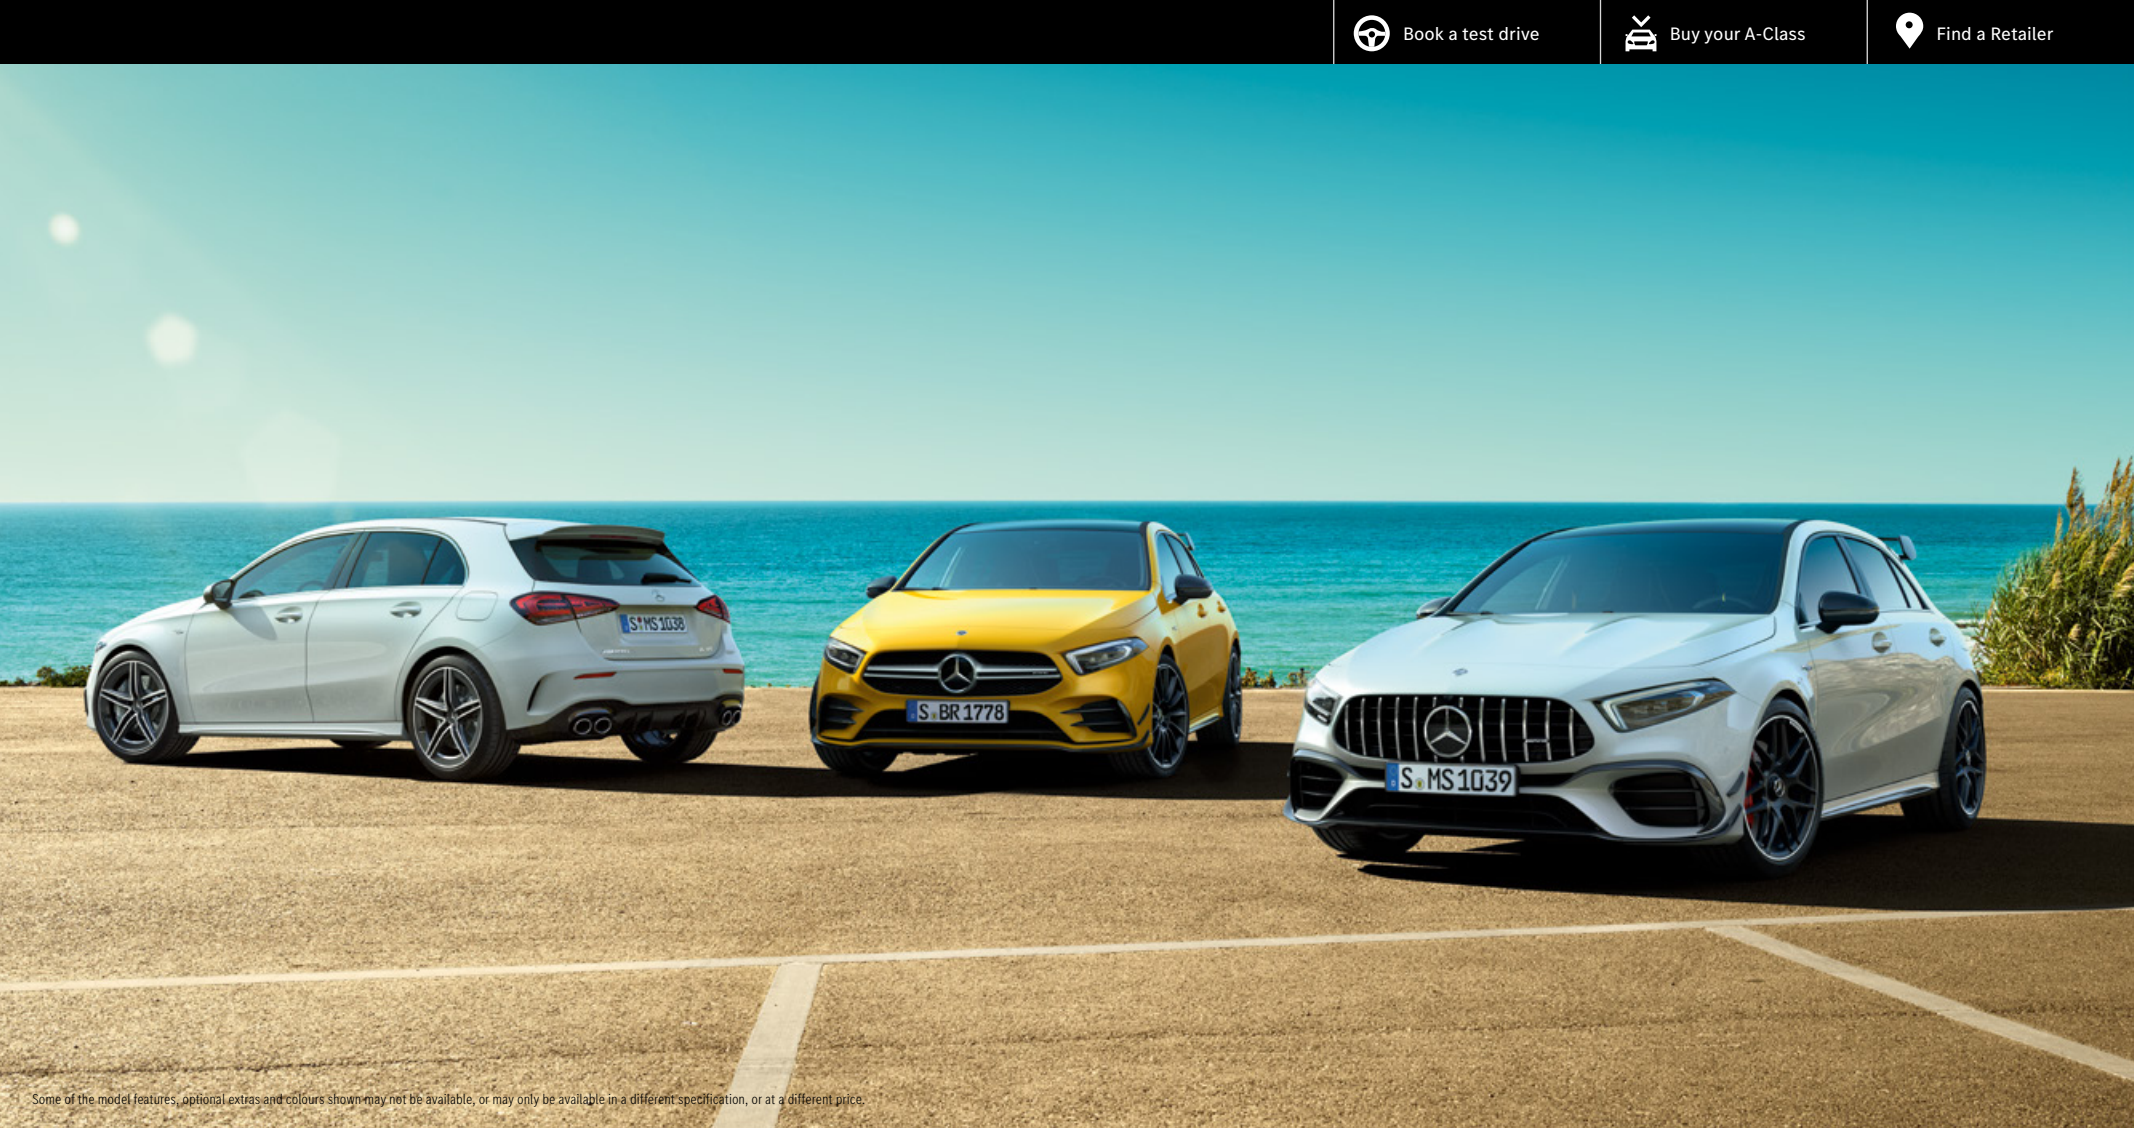 Book a test drive
Buy your A-Class
Find a Retailer
S MS 1038
S BR 1778
S MS 1039
Some of the model features, optional extras and colours shown may not be available, or may only be available in a different specification, or at a different price.